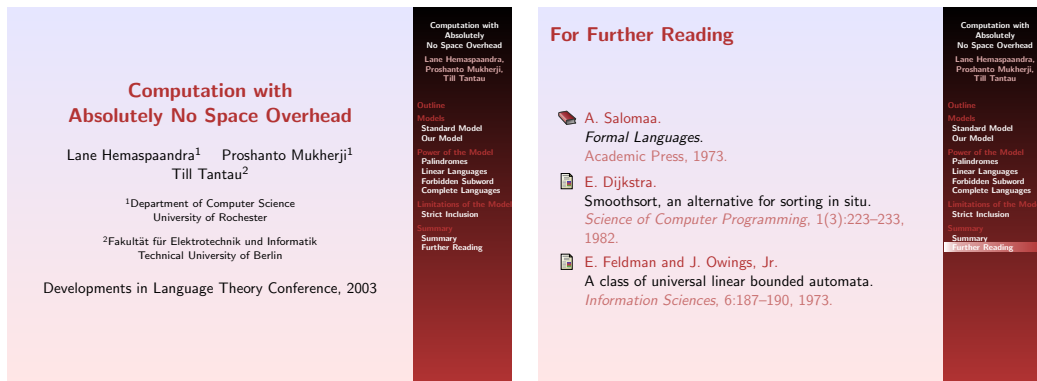 Computation with
Absolutely No Space Overhead
Lane Hemaspaandra1 Proshanto Mukherji1
Till Tantau2
1Department of Computer Science
University of Rochester
2Fakultät für Elektrotechnik und Informatik
Technical University of Berlin
Developments in Language Theory Conference, 2003
Computation with
Absolutely
No Space Overhead
Lane Hemaspaandra,
Proshanto Mukherji,
Till Tantau
Outline
Models
Standard Model
Our Model
Power of the Model
Palindromes
Linear Languages
Forbidden Subword
Complete Languages
Limitations of the Model
Strict Inclusion
Summary
Summary
Further Reading
For Further Reading
A. Salomaa.
Formal Languages.
Academic Press, 1973.
E. Dijkstra.
Smoothsort, an alternative for sorting in situ.
Science of Computer Programming, 1(3):223–233,
1982.
E. Feldman and J. Owings, Jr.
A class of universal linear bounded automata.
Information Sciences, 6:187–190, 1973.
Computation with
Absolutely
No Space Overhead
Lane Hemaspaandra,
Proshanto Mukherji,
Till Tantau
Outline
Models
Standard Model
Our Model
Power of the Model
Palindromes
Linear Languages
Forbidden Subword
Complete Languages
Limitations of the Mod
Strict Inclusion
Summary
Summary
Further Reading